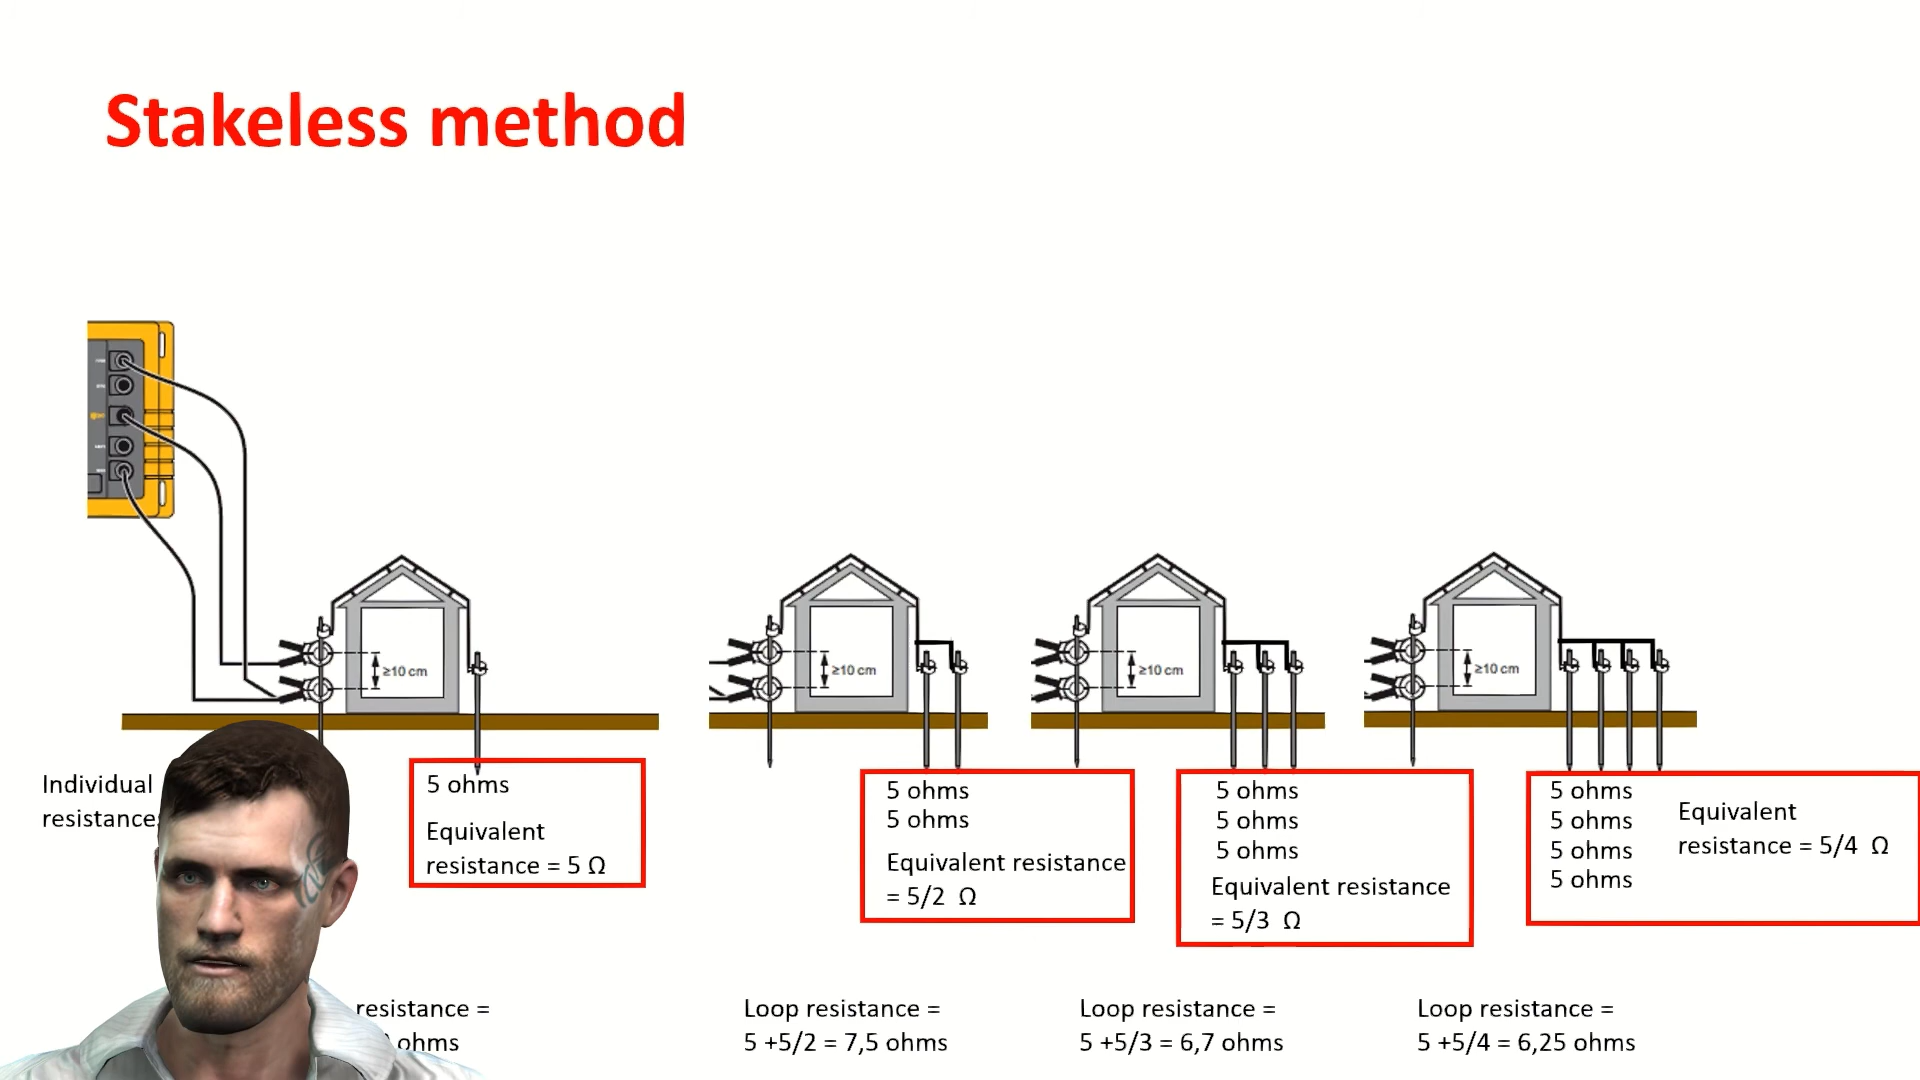 Stakeless method
≥10 cm
≥10 cm
≥10 cm
≥10 cm
Individual
resistance
5 ohms
Equivalent
resistance = 5 Ω
5 ohms
5 ohms
Equivalent resistance
= 5/2 Ω
5 ohms
5 ohms
5 ohms
Equivalent resistance
= 5/3 Ω
5 ohms
5 ohms
5 ohms
5 ohms
Equivalent
resistance = 5/4 Ω
resistance =
ohms
Loop resistance =
5 +5/2 = 7,5 ohms
Loop resistance =
5 +5/3 = 6,7 ohms
Loop resistance =
5 +5/4 = 6,25 ohms